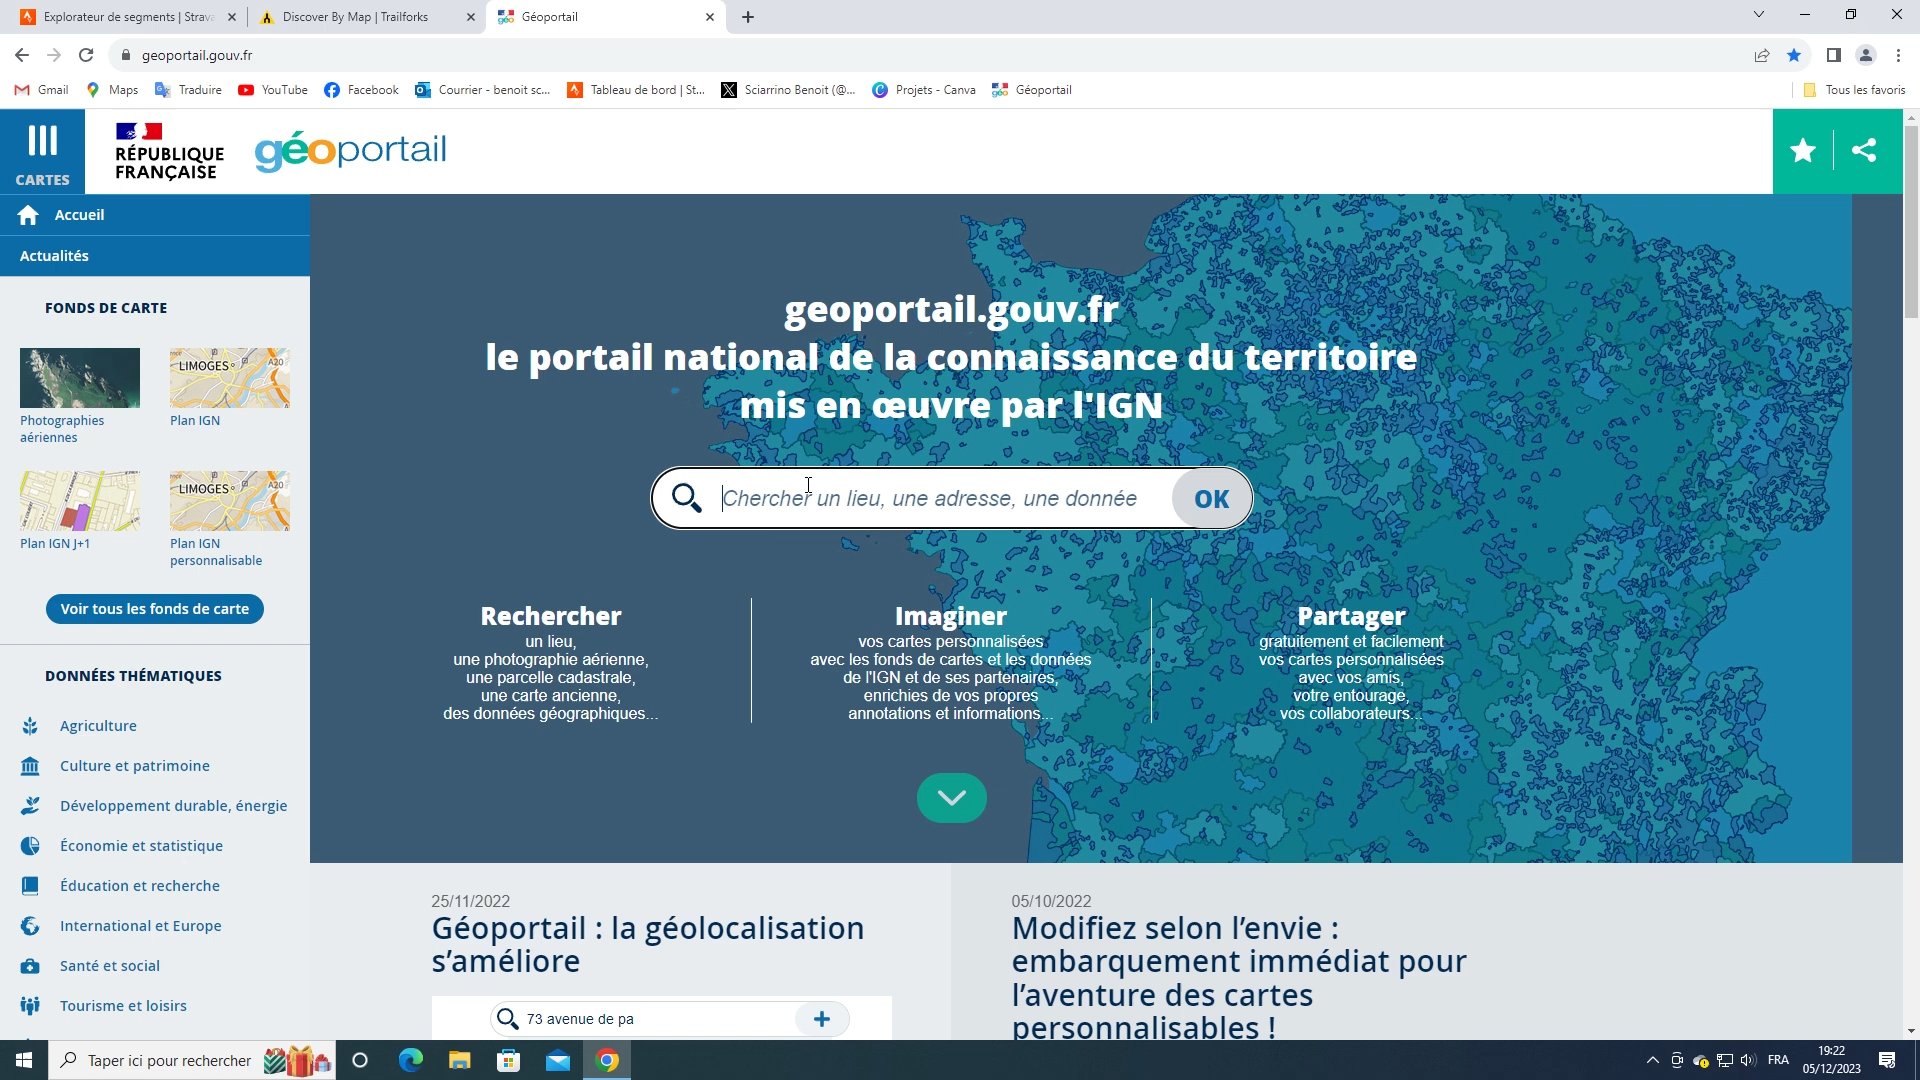 Explorateur de segments | Strava
Discover By Map | Trailforks
Géoportail
geoportail.gouv.fr
Gmail
Maps
Traduire
YouTube
Facebook
Courrier - benoit sc...
Tableau de bord | St...
Sciarrino Benoit (@...
Projets - Canva
Géoportail
Tous les favoris
CARTES
RÉPUBLIQUE
FRANÇAISE
géoportail
Accueil
Actualités
FONDS DE CARTE
LIMOGES
A20
Photographies
aériennes
Plan IGN
LIMOGES
A20
Plan IGN J+1
Plan IGN
personnalisable
Voir tous les fonds de carte
DONNÉES THÉMATIQUES
Agriculture
Culture et patrimoine
Développement durable, énergie
Économie et statistique
Éducation et recherche
International et Europe
Santé et social
Tourisme et loisirs
geoportail.gouv.fr
le portail national de la connaissance du territoire
mis en œuvre par l'IGN
Chercher un lieu, une adresse, une donnée
OK
Rechercher
un lieu,
une photographie aérienne,
une parcelle cadastrale,
une carte ancienne,
des données géographiques...
Imaginer
vos cartes personnalisées
avec les fonds de cartes et les données
de l'IGN et de ses partenaires,
enrichies de vos propres
annotations et informations...
Partager
gratuitement et facilement
vos cartes personnalisées
avec vos amis,
votre entourage,
vos collaborateurs...
25/11/2022
Géoportail : la géolocalisation
s’améliore
73 avenue de pa
05/10/2022
Modifiez selon l’envie :
embarquement immédiat pour
l’aventure des cartes
personnalisables !
Taper ici pour rechercher
FRA
19:22
05/12/2023